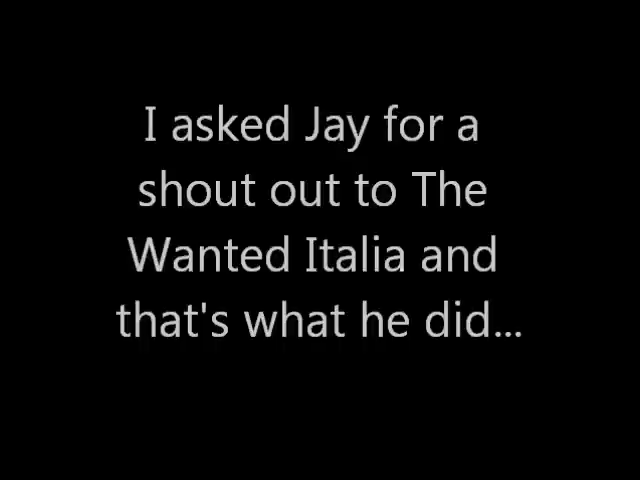 I asked Jay for a
shout out to The
Wanted Italia and
that's what he did...